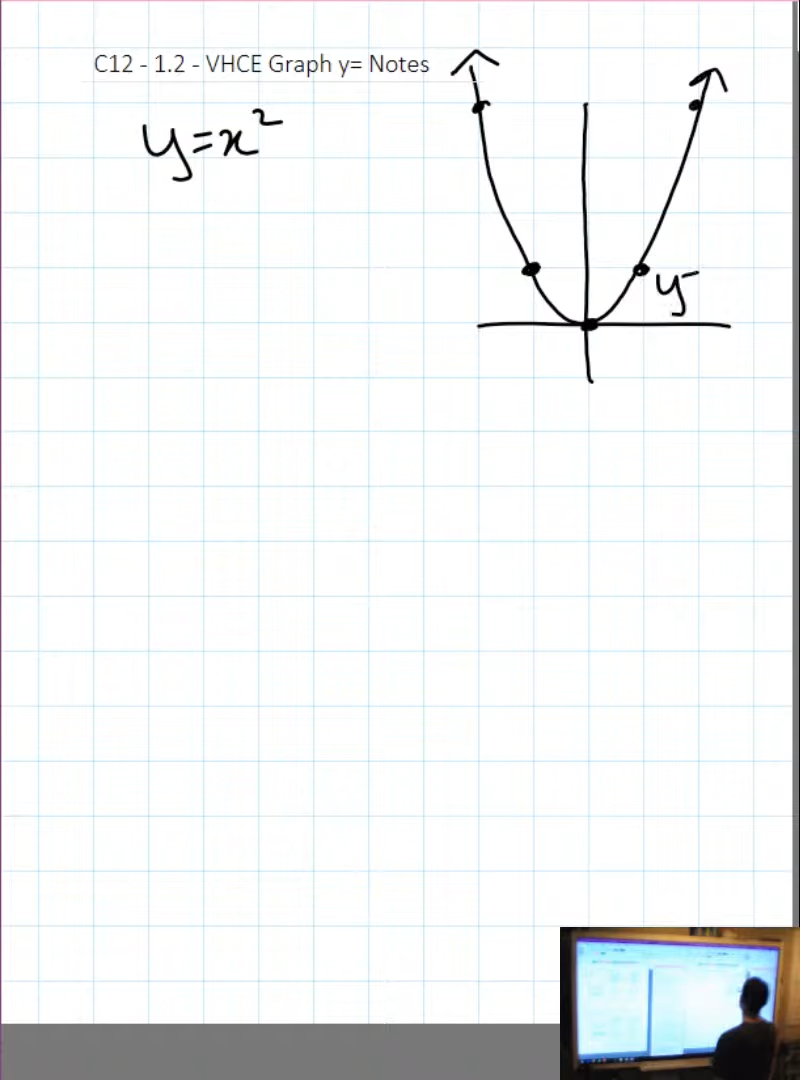 C12 - 1.2 - VHCE Graph y= Notes
y=x²
y=